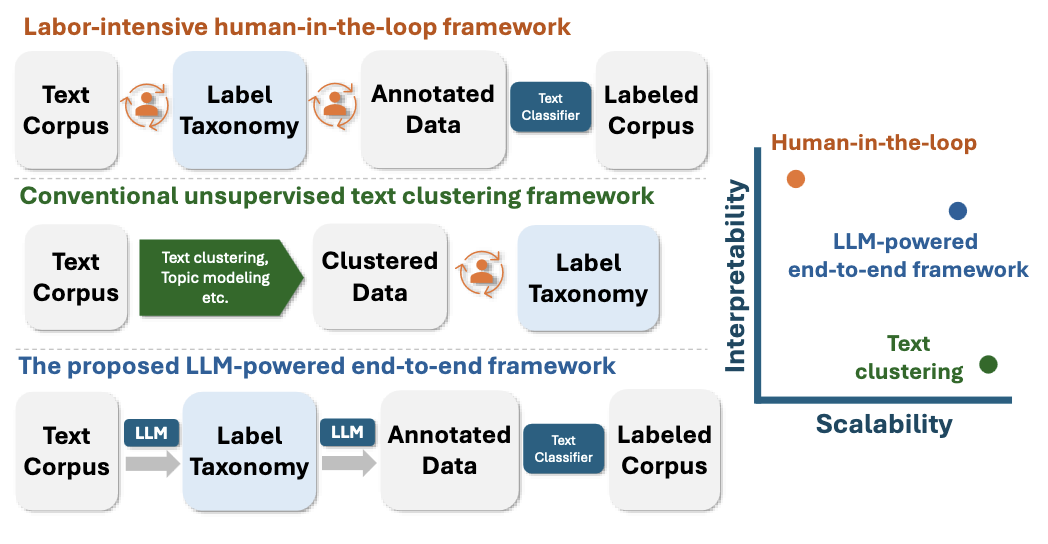 Labor-intensive human-in-the-loop framework
Text
Corpus
Label
Taxonomy
Annotated
Data
Text
Classifier
Labeled
Corpus
Conventional unsupervised text clustering framework
Text
Corpus
Text clustering,
Topic modeling
etc.
Clustered
Data
Label
Taxonomy
The proposed LLM-powered end-to-end framework
Text
Corpus
LLM
Label
Taxonomy
LLM
Annotated
Data
Text
Classifier
Labeled
Corpus
Interpretability
Human-in-the-loop
LLM-powered
end-to-end framework
Text
clustering
Scalability